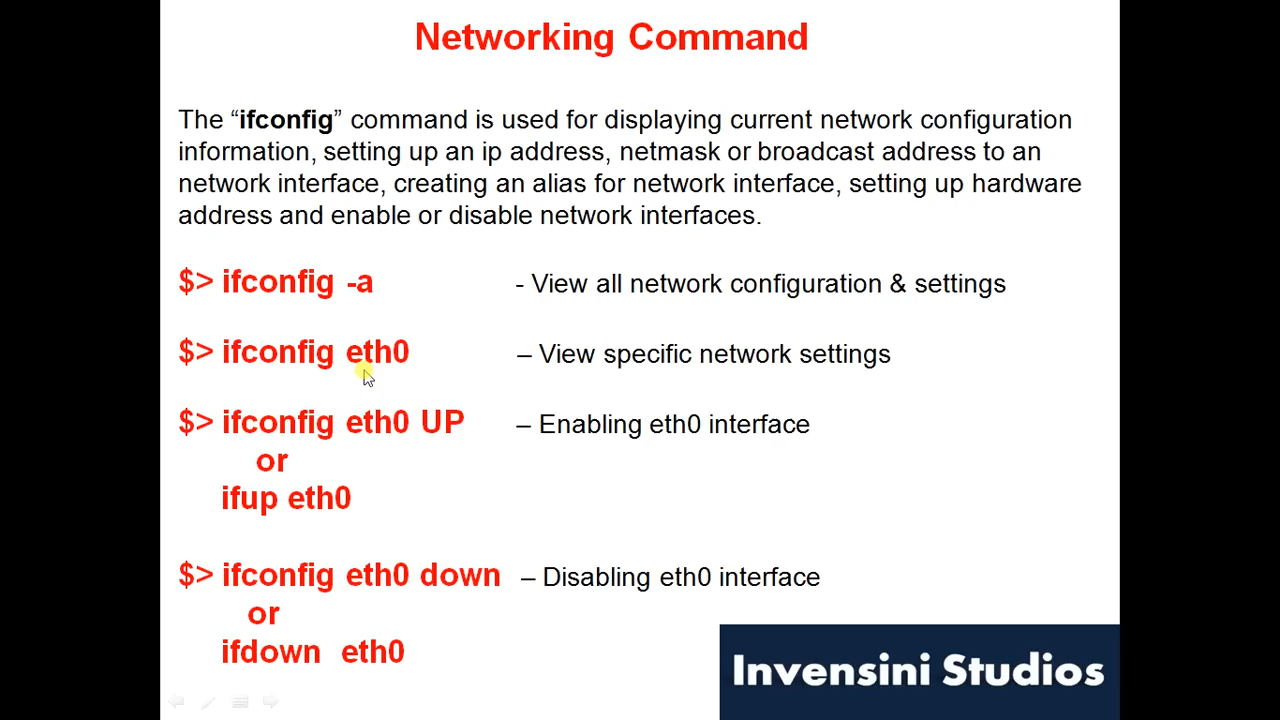 Networking Command
The “ifconfig” command is used for displaying current network configuration
information, setting up an ip address, netmask or broadcast address to an
network interface, creating an alias for network interface, setting up hardware
address and enable or disable network interfaces.
$> ifconfig -a - View all network configuration & settings
$> ifconfig eth0 – View specific network settings
$> ifconfig eth0 UP – Enabling eth0 interface
or
ifup eth0
$> ifconfig eth0 down – Disabling eth0 interface
or
ifdown eth0
Invensini Studios